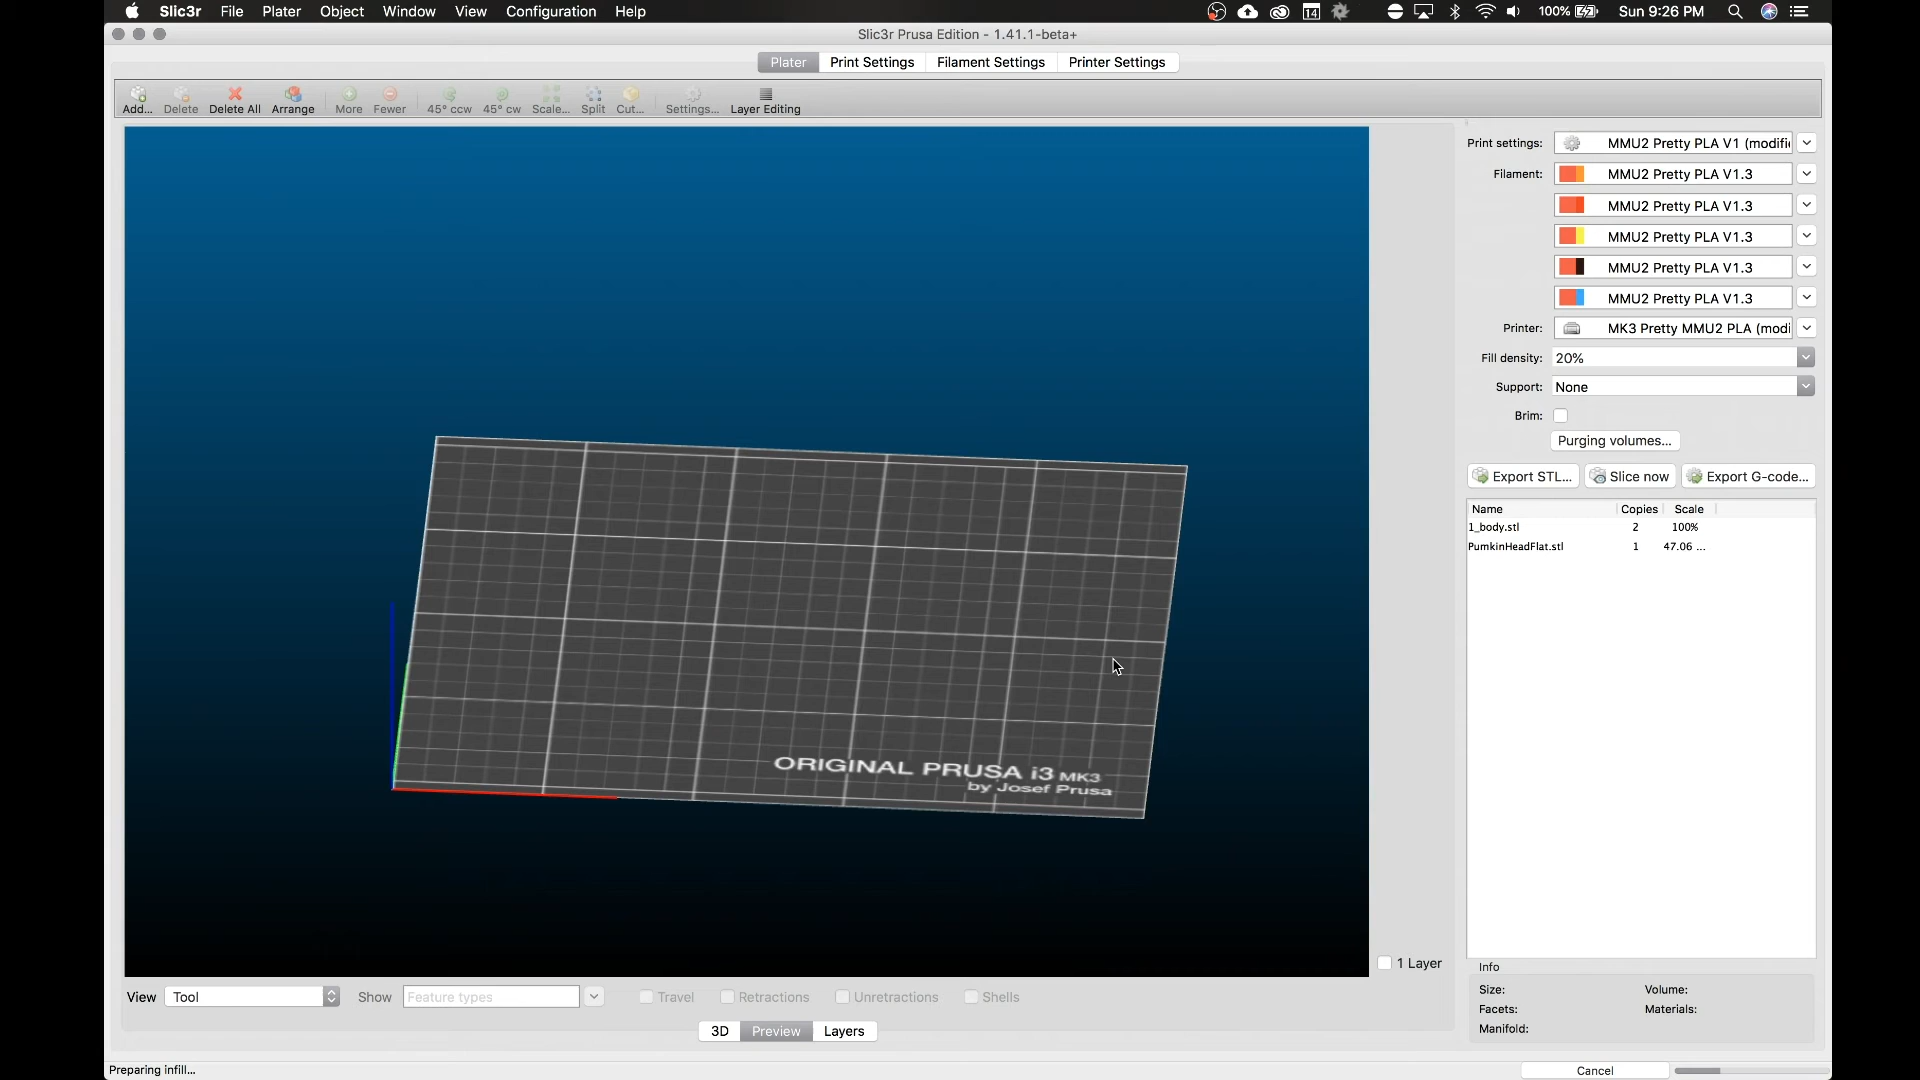 Slic3r File Plater Object Window View Configuration Help 14 100% Sun 9:26 PM
Slic3r Prusa Edition - 1.41.1-beta+
Plater Print Settings Filament Settings Printer Settings
Add... Delete Delete All Arrange More Fewer 45° ccw 45° cw Scale... Split Cut... Settings... Layer Editing
Print settings: MMU2 Pretty PLA V1 (modifi
Filament: MMU2 Pretty PLA V1.3
MMU2 Pretty PLA V1.3
MMU2 Pretty PLA V1.3
MMU2 Pretty PLA V1.3
MMU2 Pretty PLA V1.3
Printer: MK3 Pretty MMU2 PLA (modi
Fill density: 20%
Support: None
Brim:
Purging volumes...
Export STL... Slice now Export G-code...
Name Copies Scale
1_body.stl 2 100%
PumkinHeadFlat.stl 1 47.06 ...
ORIGINAL PRUSA i3 MK3
by Josef Prusa
1 Layer
Info
Size: Volume:
Facets: Materials:
Manifold:
View Tool Show Feature types Travel Retractions Unretractions Shells
3D Preview Layers
Preparing infill... Cancel